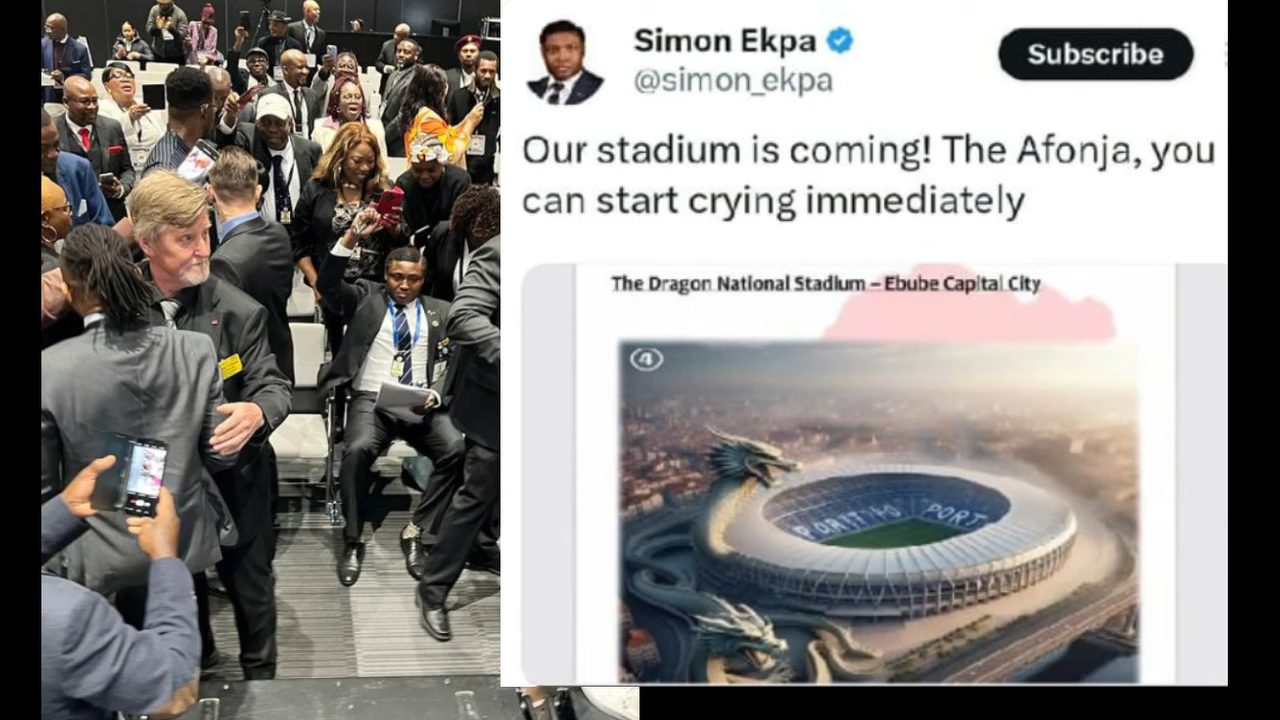 Simon Ekpa
@simon_ekpa
Subscribe
Our stadium is coming! The Afonja, you
can start crying immediately
The Dragon National Stadium – Ebube Capital City
4
PORT